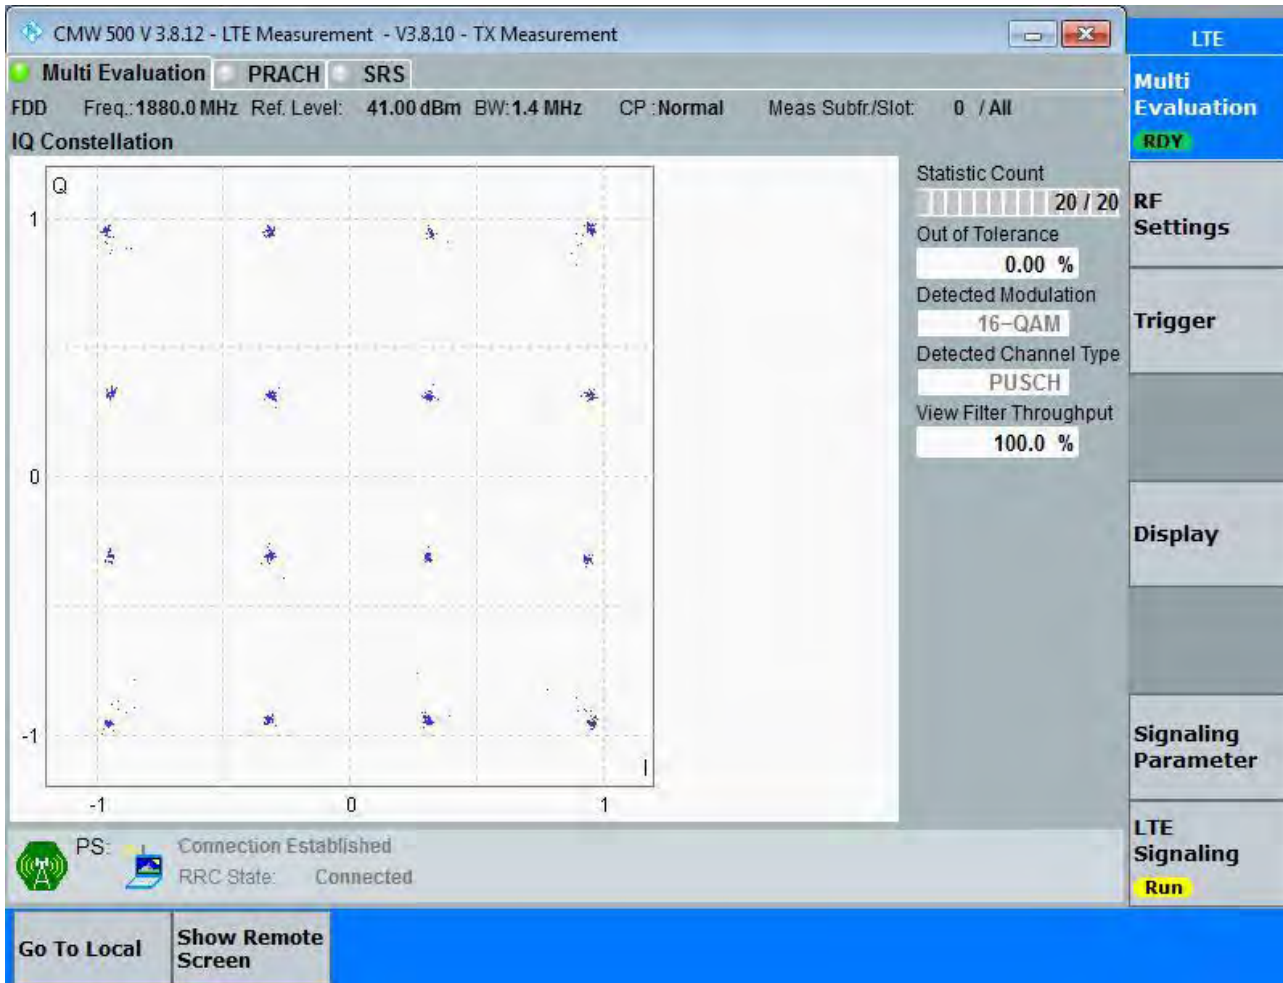 CMW 500 V 3.8.12 - LTE Measurement - V3.8.10 - TX Measurement
LTE
Multi Evaluation PRACH SRS
FDD Freq.:1880.0 MHz Ref. Level: 41.00 dBm BW:1.4 MHz CP :Normal Meas Subfr./Slot: 0 / All
IQ Constellation
Q
1
0
-1
I
-1 0 1
Statistic Count
20 / 20
Out of Tolerance
0.00 %
Detected Modulation
16-QAM
Detected Channel Type
PUSCH
View Filter Throughput
100.0 %
Multi
Evaluation
RDY
RF
Settings
Trigger
Display
Signaling
Parameter
LTE
Signaling
Run
PS: Connection Established
RRC State: Connected
Go To Local
Show Remote
Screen